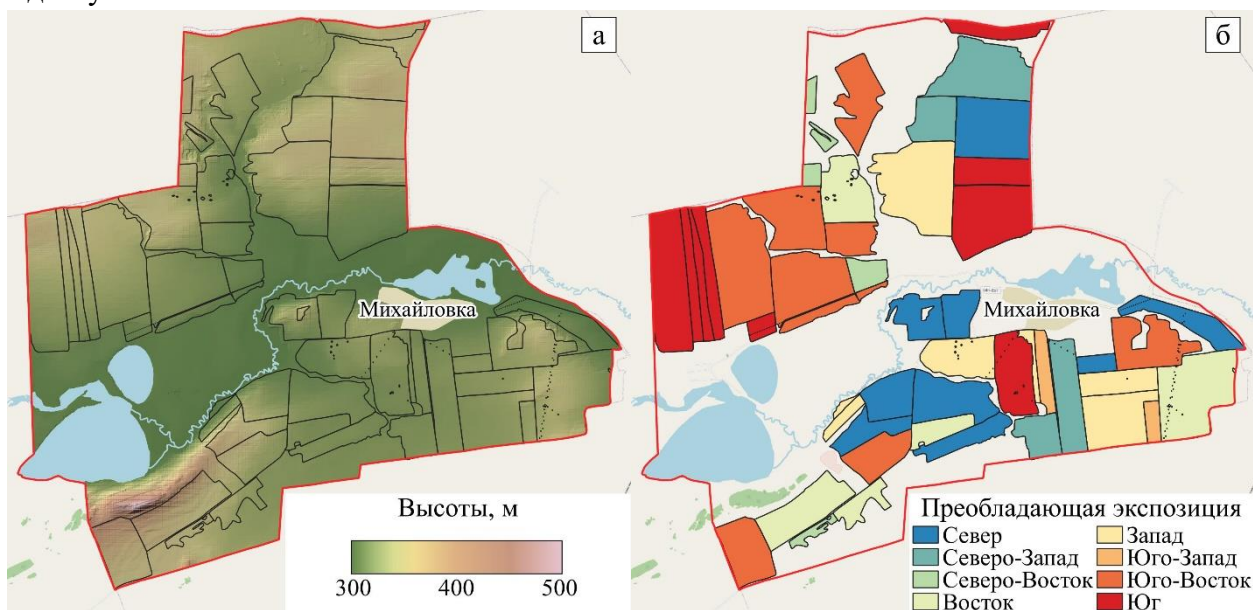 а
б
Михайловка
Михайловка
Высоты, м
300
400
500
Преобладающая экспозиция
Север
Северо-Запад
Северо-Восток
Восток
Запад
Юго-Запад
Юго-Восток
Юг